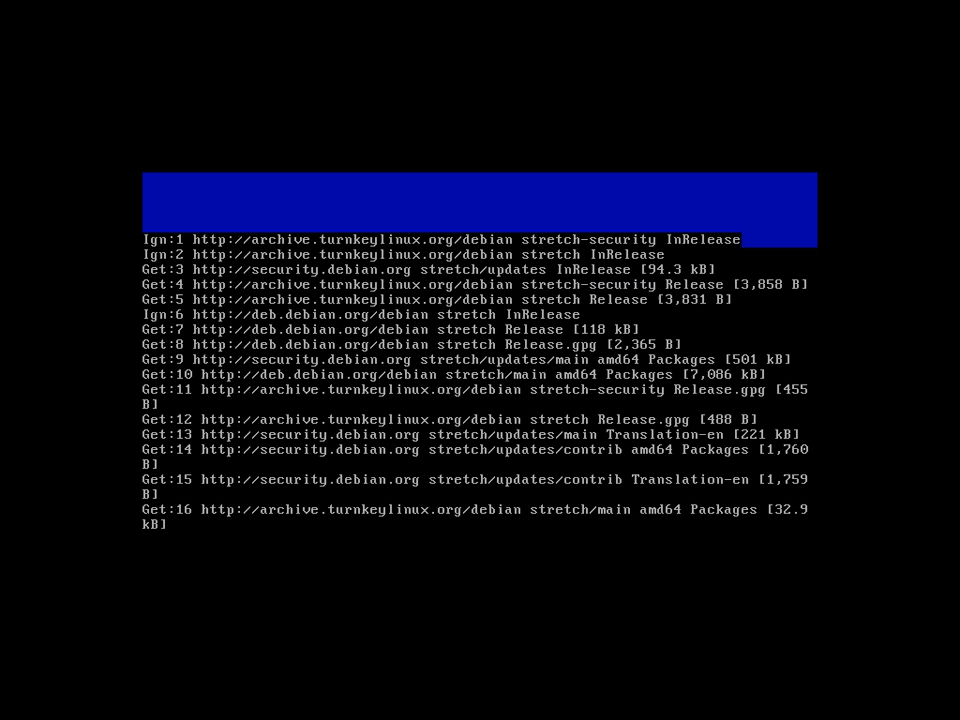 Ign:1 http://archive.turnkeylinux.org/debian stretch-security InRelease
Ign:2 http://archive.turnkeylinux.org/debian stretch InRelease
Get:3 http://security.debian.org stretch/updates InRelease [94.3 kB]
Get:4 http://archive.turnkeylinux.org/debian stretch-security Release [3,858 B]
Get:5 http://archive.turnkeylinux.org/debian stretch Release [3,831 B]
Ign:6 http://deb.debian.org/debian stretch InRelease
Get:7 http://deb.debian.org/debian stretch Release [118 kB]
Get:8 http://deb.debian.org/debian stretch Release.gpg [2,365 B]
Get:9 http://security.debian.org stretch/updates/main amd64 Packages [501 kB]
Get:10 http://deb.debian.org/debian stretch/main amd64 Packages [7,086 kB]
Get:11 http://archive.turnkeylinux.org/debian stretch-security Release.gpg [455
B]
Get:12 http://archive.turnkeylinux.org/debian stretch Release.gpg [488 B]
Get:13 http://security.debian.org stretch/updates/main Translation-en [221 kB]
Get:14 http://security.debian.org stretch/updates/contrib amd64 Packages [1,760
B]
Get:15 http://security.debian.org stretch/updates/contrib Translation-en [1,759
B]
Get:16 http://archive.turnkeylinux.org/debian stretch/main amd64 Packages [32.9
kB]